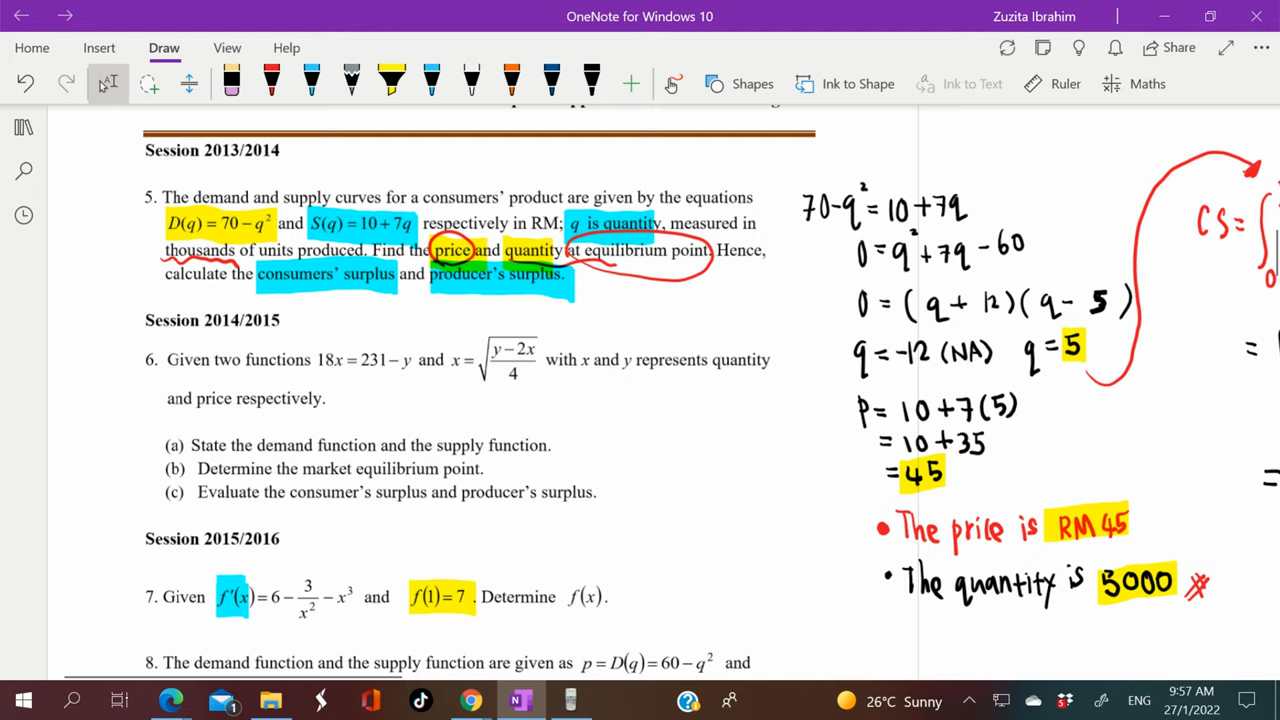 OneNote for Windows 10
Zuzita Ibrahim
Home Insert Draw View Help
Share
Shapes Ink to Shape Ink to Text Ruler Maths
Session 2013/2014
5. The demand and supply curves for a consumers' product are given by the equations
D(q) = 70 − q² and S(q) = 10 + 7q respectively in RM; q is quantity, measured in
thousands of units produced. Find the price and quantity at equilibrium point. Hence,
calculate the consumers' surplus and producer's surplus.
Session 2014/2015
6. Given two functions 18x = 231 − y and x = √((y − 2x)/4) with x and y represents quantity
and price respectively.
(a) State the demand function and the supply function.
(b) Determine the market equilibrium point.
(c) Evaluate the consumer's surplus and producer's surplus.
Session 2015/2016
7. Given f'(x) = 6 − 3/x² − x³ and f(1) = 7. Determine f(x).
8. The demand function and the supply function are given as p = D(q) = 60 − q² and
70 - q² = 10 + 7q
0 = q² + 7q - 60
0 = (q + 12)(q - 5)
q = -12 (NA) q = 5
P = 10 + 7(5)
= 10 + 35
= 45
• The price is RM 45
• The quantity is 5000
CS = ∫
0
=
=
26°C Sunny
ENG
9:57 AM
27/1/2022